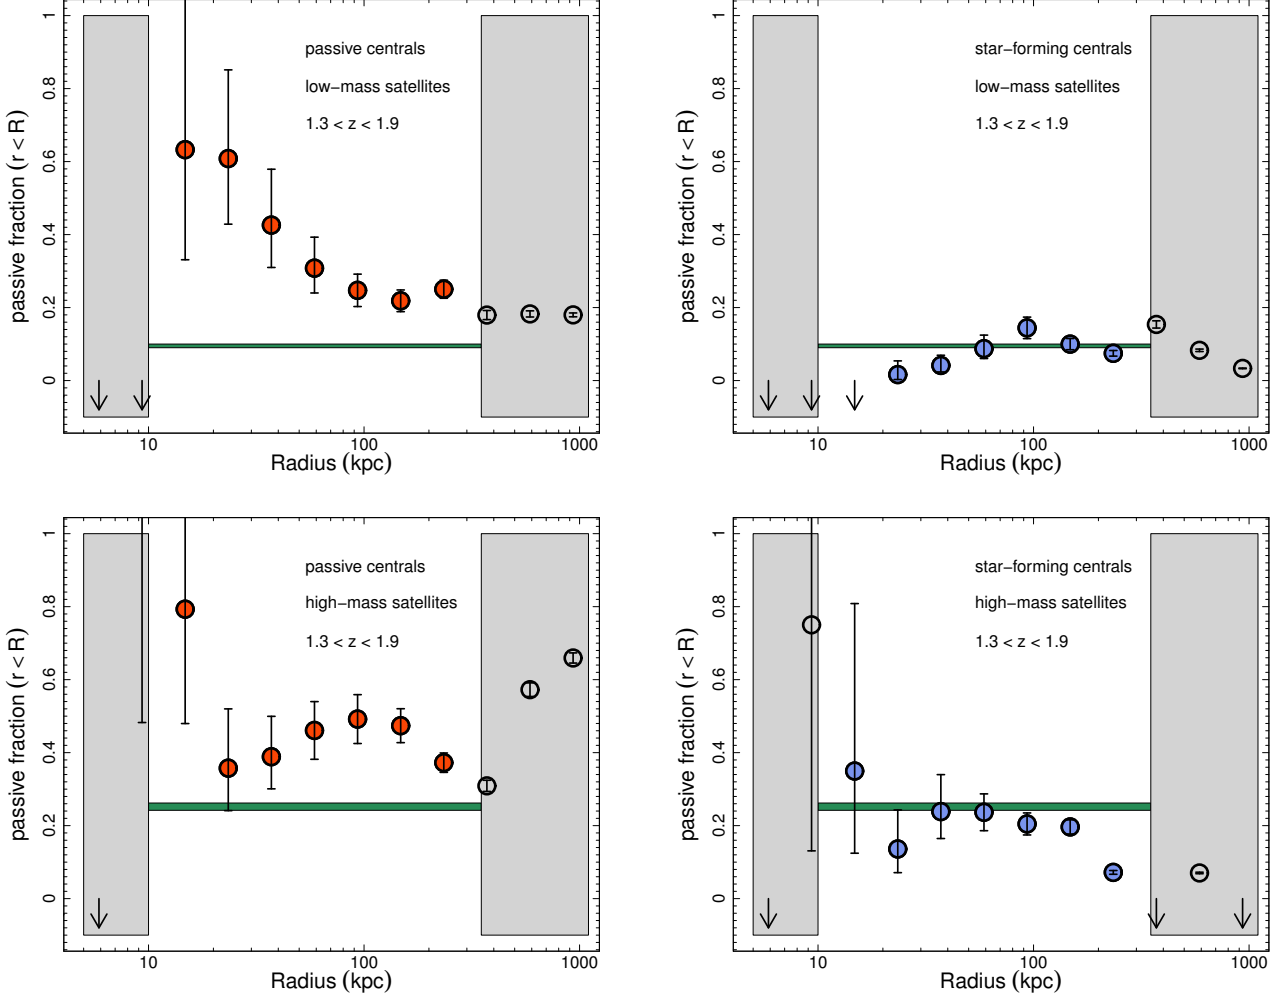 passive fraction (r < R)
1
0.8
0.6
0.4
0.2
0
passive centrals
low−mass satellites
1.3 < z < 1.9
10
100
1000
Radius (kpc)
passive fraction (r < R)
1
0.8
0.6
0.4
0.2
0
star−forming centrals
low−mass satellites
1.3 < z < 1.9
10
100
1000
Radius (kpc)
passive fraction (r < R)
1
0.8
0.6
0.4
0.2
0
passive centrals
high−mass satellites
1.3 < z < 1.9
10
100
1000
Radius (kpc)
passive fraction (r < R)
1
0.8
0.6
0.4
0.2
0
star−forming centrals
high−mass satellites
1.3 < z < 1.9
10
100
1000
Radius (kpc)